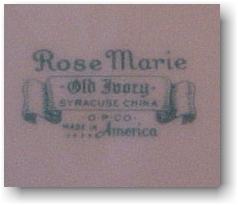 Rose Marie
Old Ivory
SYRACUSE CHINA
O.P.CO.
MADE IN America